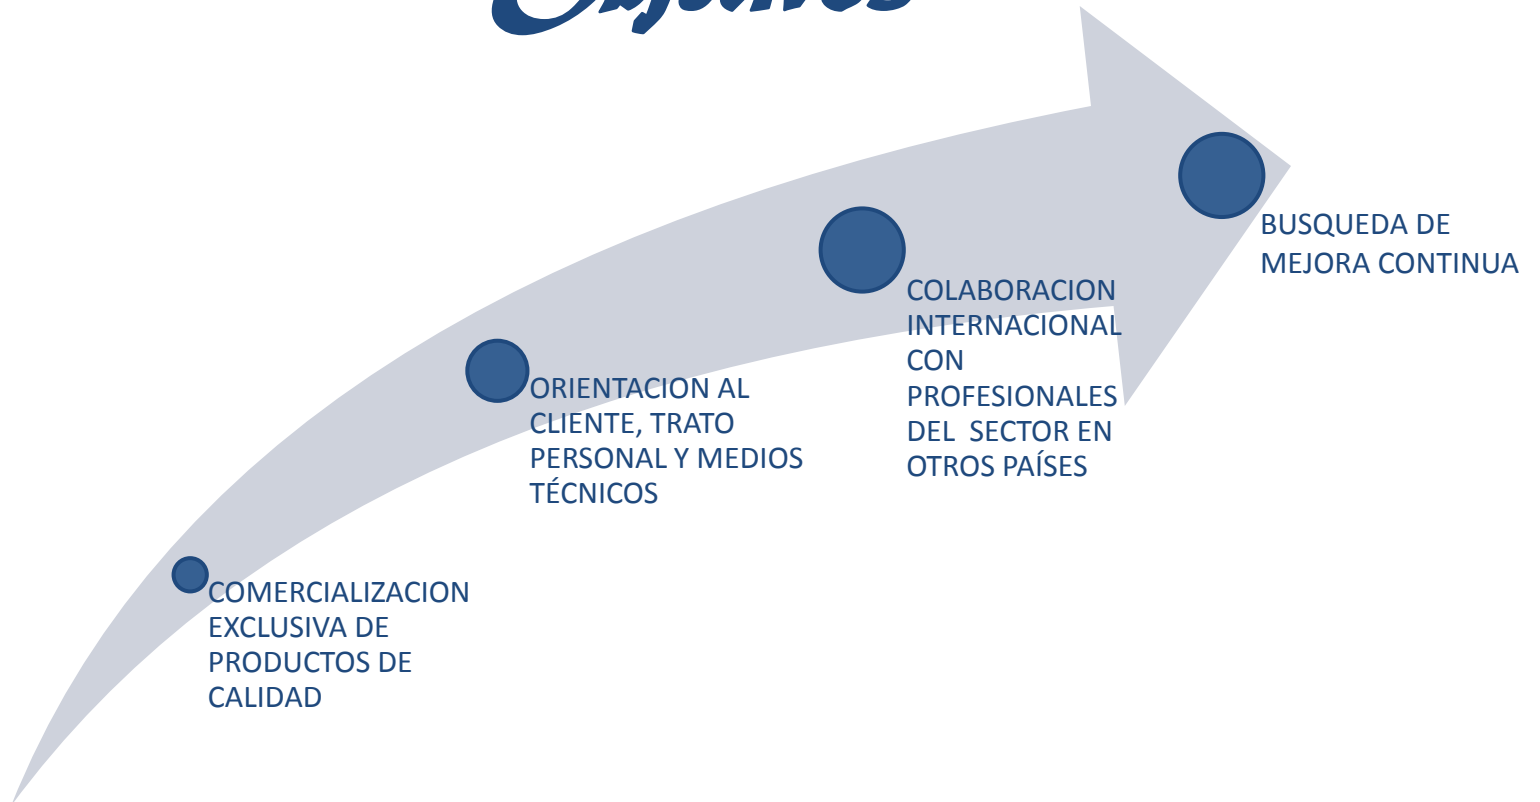 COMERCIALIZACION
EXCLUSIVA DE
PRODUCTOS DE
CALIDAD
ORIENTACION AL
CLIENTE, TRATO
PERSONAL Y MEDIOS
TÉCNICOS
COLABORACION
INTERNACIONAL
CON
PROFESIONALES
DEL  SECTOR EN
OTROS PAÍSES
BUSQUEDA DE
MEJORA CONTINUA